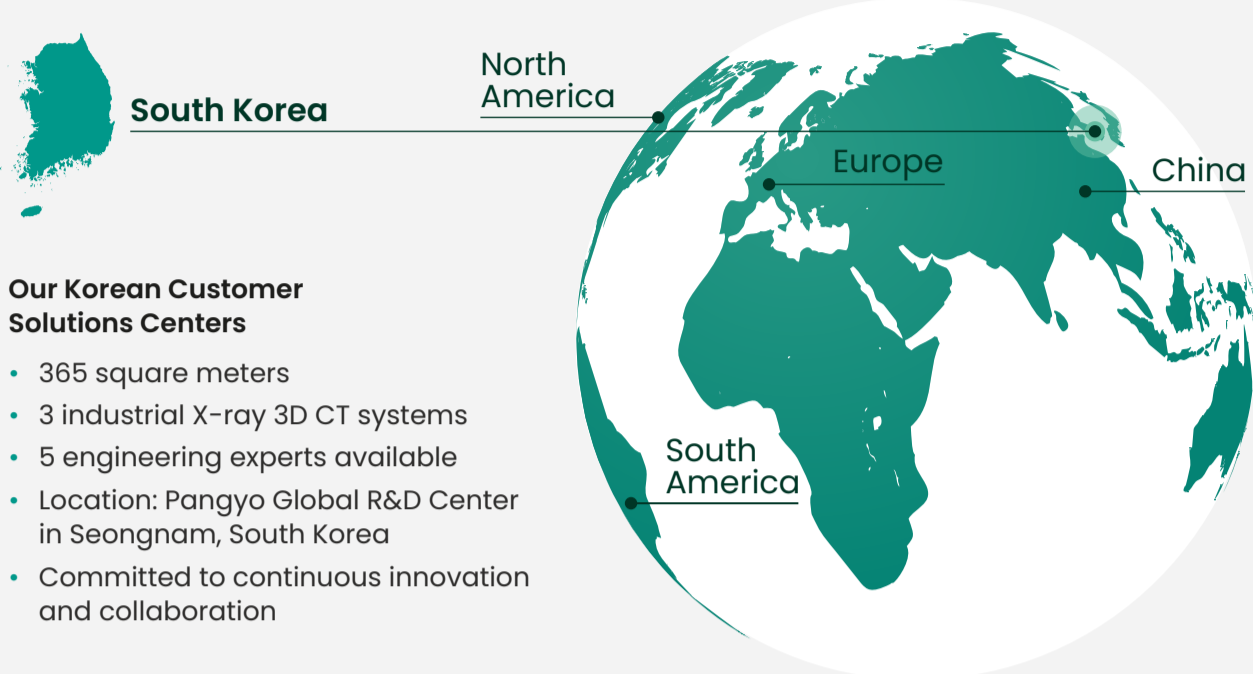 South Korea
North
America
Europe
China
South
America
Our Korean Customer
Solutions Centers
• 365 square meters
• 3 industrial X-ray 3D CT systems
• 5 engineering experts available
• Location: Pangyo Global R&D Center
in Seongnam, South Korea
• Committed to continuous innovation
and collaboration